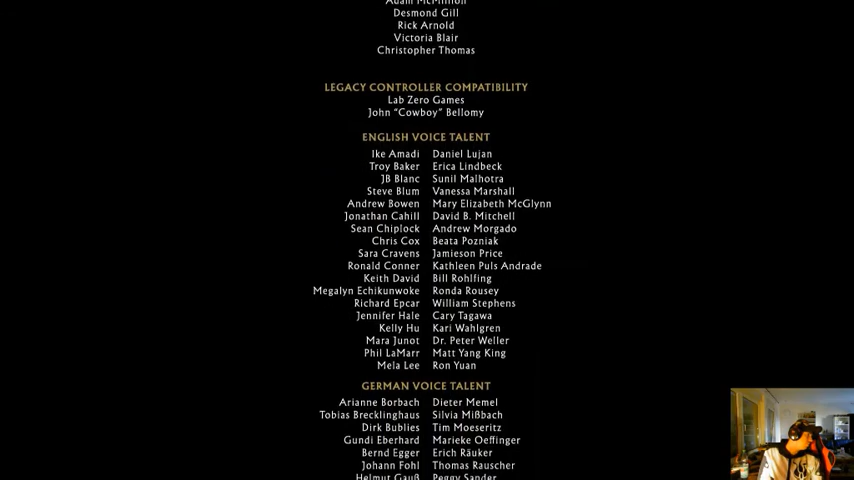 Desmond Gill
Rick Arnold
Victoria Blair
Christopher Thomas
LEGACY CONTROLLER COMPATIBILITY
Lab Zero Games
John "Cowboy" Bellomy
ENGLISH VOICE TALENT
Ike Amadi Daniel Lujan
Troy Baker Erica Lindbeck
JB Blanc Sunil Malhotra
Steve Blum Vanessa Marshall
Andrew Bowen Mary Elizabeth McGlynn
Jonathan Cahill David B. Mitchell
Sean Chiplock Andrew Morgado
Chris Cox Beata Pozniak
Sara Cravens Jamieson Price
Ronald Conner Kathleen Puls Andrade
Keith David Bill Rohlfing
Megalyn Echikunwoke Ronda Rousey
Richard Epcar William Stephens
Jennifer Hale Cary Tagawa
Kelly Hu Kari Wahlgren
Mara Junot Dr. Peter Weller
Phil LaMarr Matt Yang King
Mela Lee Ron Yuan
GERMAN VOICE TALENT
Arianne Borbach Dieter Memel
Tobias Brecklinghaus Silvia Mißbach
Dirk Bublies Tim Moeseritz
Gundi Eberhard Marieke Oeffinger
Bernd Egger Erich Räuker
Johann Fohl Thomas Rauscher
Helmut Gauß Peggy Sander